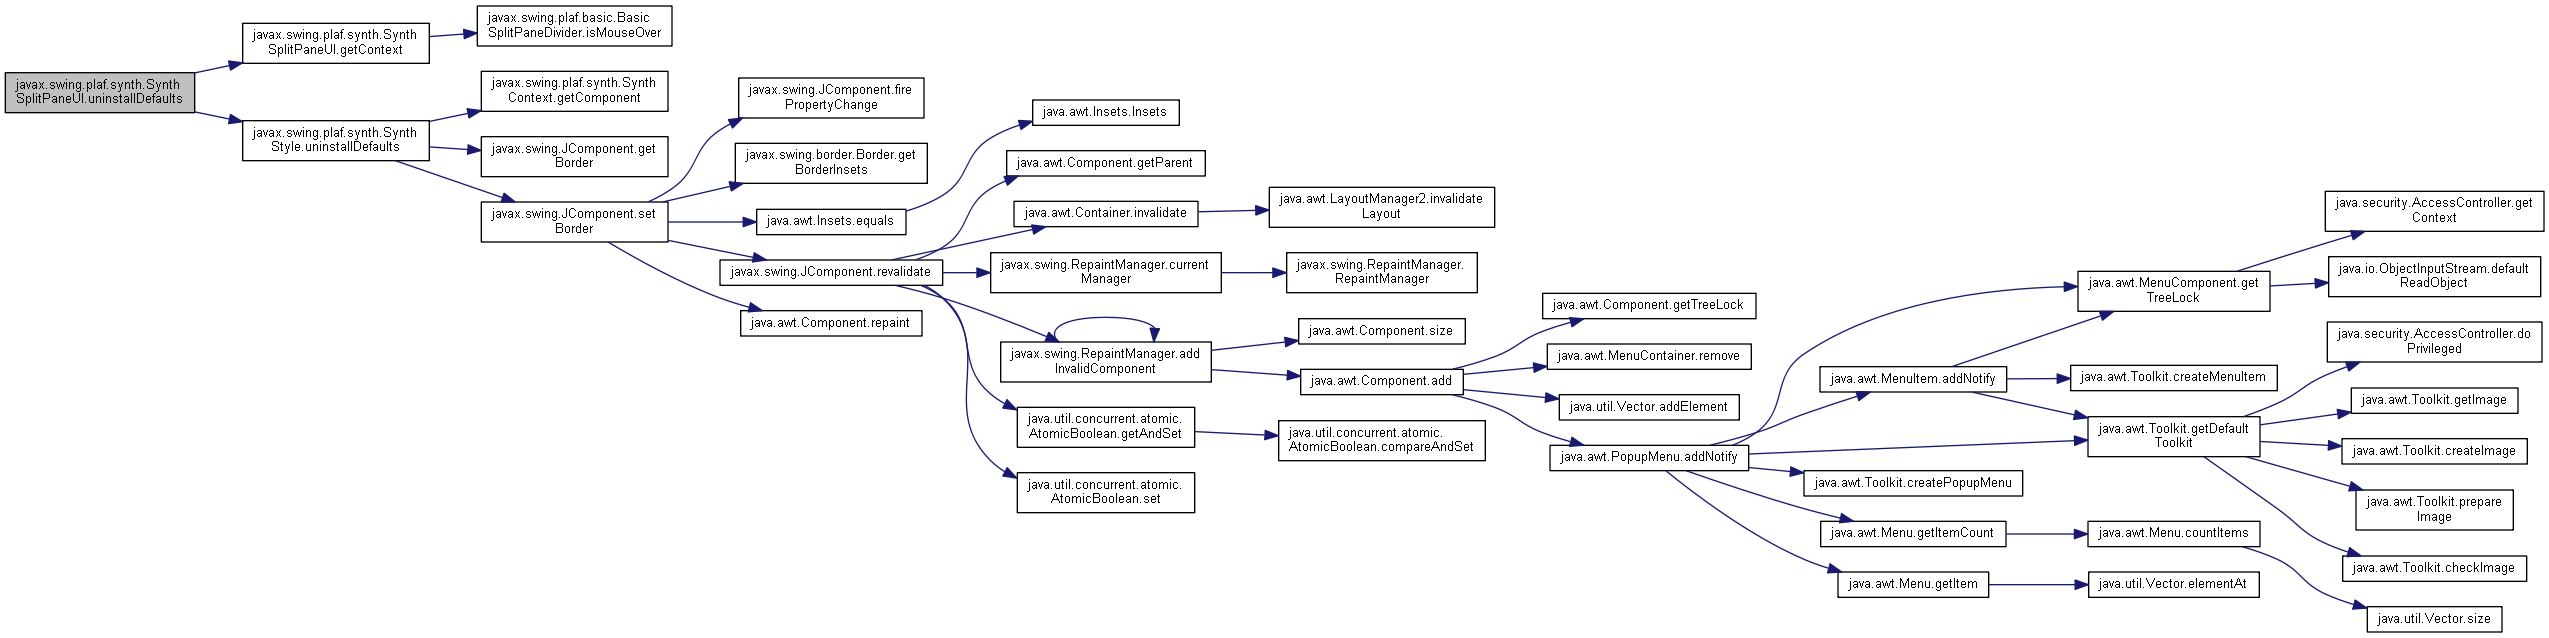 javax.swing.plaf.synth.Synth
SplitPaneUI.uninstallDefaults
javax.swing.plaf.synth.Synth
SplitPaneUI.getContext
javax.swing.plaf.synth.Synth
Style.uninstallDefaults
javax.swing.plaf.basic.Basic
SplitPaneDivider.isMouseOver
javax.swing.plaf.synth.Synth
Context.getComponent
javax.swing.JComponent.get
Border
javax.swing.JComponent.set
Border
javax.swing.JComponent.fire
PropertyChange
javax.swing.border.Border.get
BorderInsets
java.awt.Insets.equals
javax.swing.JComponent.revalidate
java.awt.Component.repaint
java.awt.Insets.Insets
java.awt.Component.getParent
java.awt.Container.invalidate
javax.swing.RepaintManager.current
Manager
javax.swing.RepaintManager.add
InvalidComponent
java.util.concurrent.atomic.
AtomicBoolean.getAndSet
java.util.concurrent.atomic.
AtomicBoolean.set
java.awt.LayoutManager2.invalidate
Layout
javax.swing.RepaintManager.
RepaintManager
java.awt.Component.size
java.awt.Component.add
java.util.concurrent.atomic.
AtomicBoolean.compareAndSet
java.awt.Component.getTreeLock
java.awt.MenuContainer.remove
java.util.Vector.addElement
java.awt.PopupMenu.addNotify
java.awt.MenuItem.addNotify
java.awt.Toolkit.createPopupMenu
java.awt.Menu.getItemCount
java.awt.Menu.getItem
java.awt.MenuComponent.get
TreeLock
java.awt.Toolkit.createMenuItem
java.awt.Toolkit.getDefault
Toolkit
java.awt.Menu.countItems
java.util.Vector.elementAt
java.security.AccessController.get
Context
java.io.ObjectInputStream.default
ReadObject
java.security.AccessController.do
Privileged
java.awt.Toolkit.getImage
java.awt.Toolkit.createImage
java.awt.Toolkit.prepare
Image
java.awt.Toolkit.checkImage
java.util.Vector.size